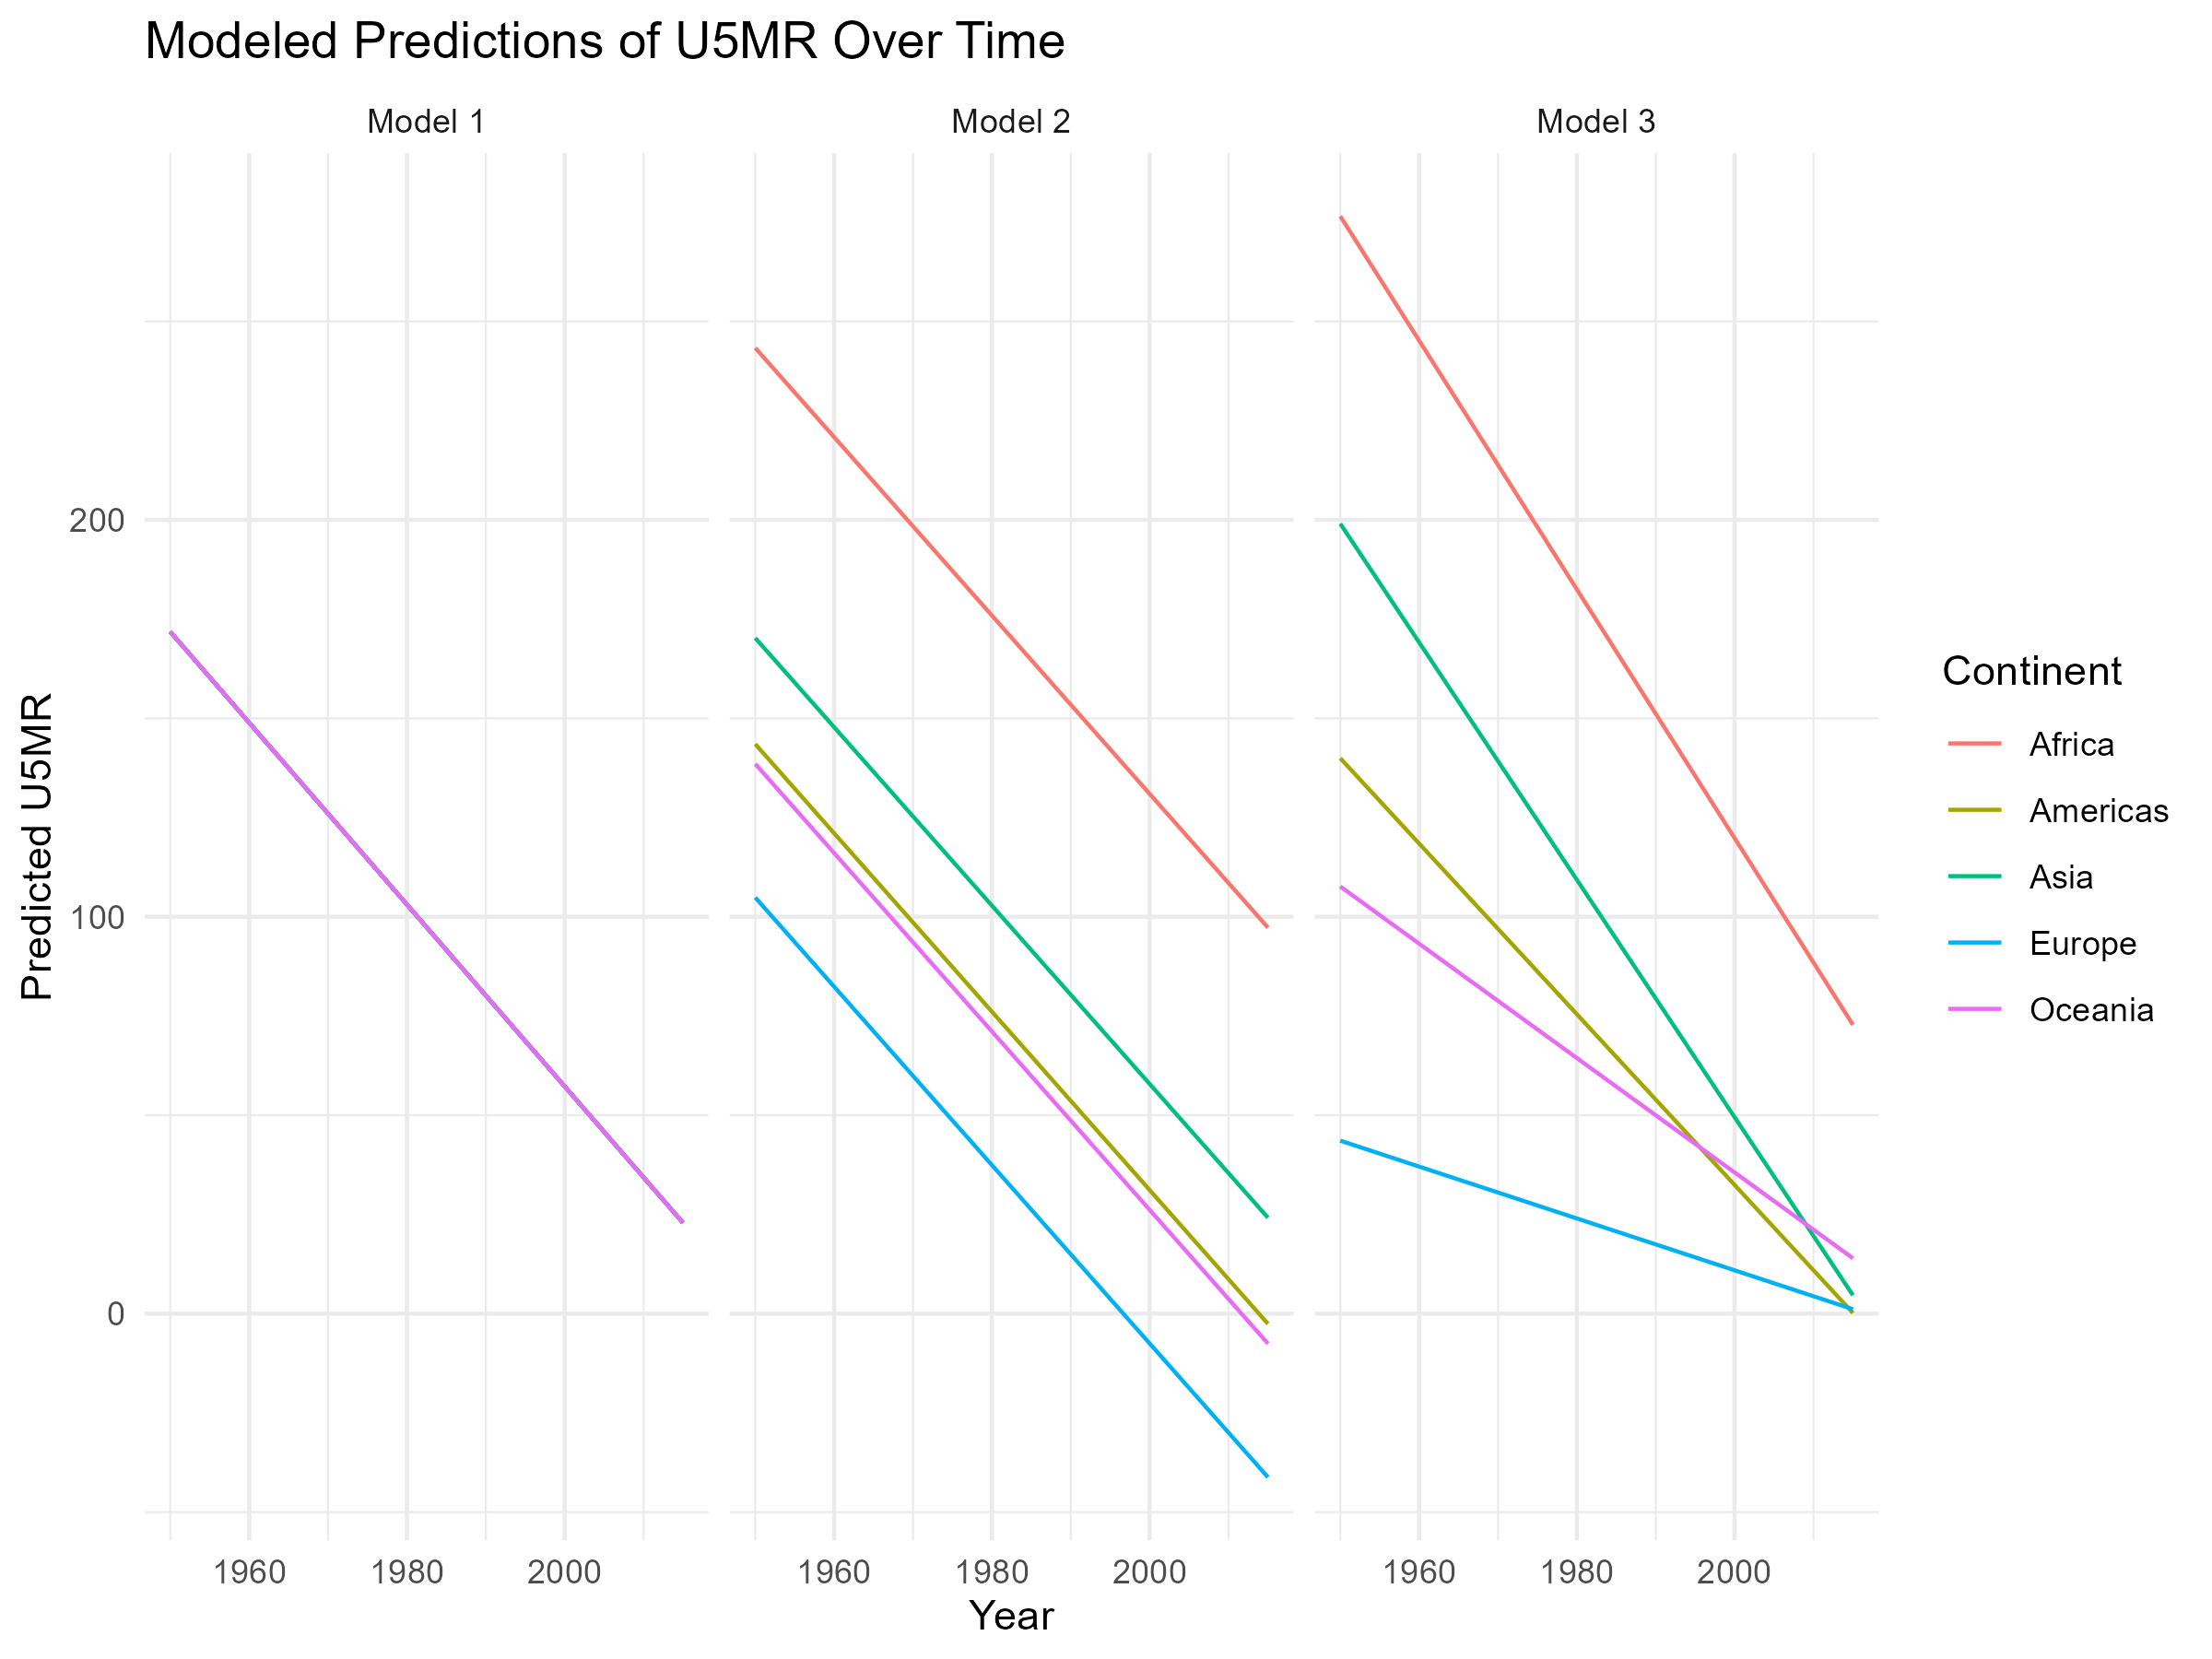 Modeled Predictions of U5MR Over Time
Model 1
Model 2
Model 3
200
100
0
Predicted U5MR
1960
1980
2000
1960
1980
2000
1960
1980
2000
Year
Continent
Africa
Americas
Asia
Europe
Oceania